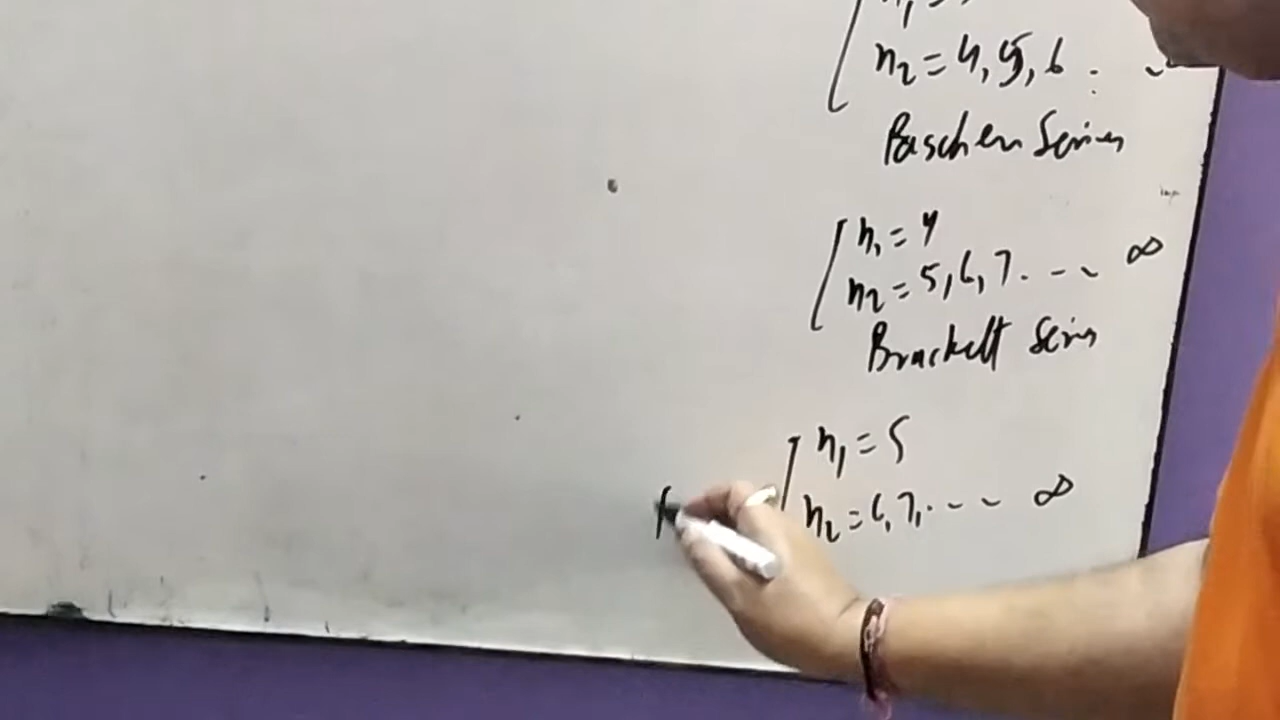 n₂ = 4, 5, 6 . .
Paschen Series
n₁ = 4
n₂ = 5, 6, 7 . - - ∞
Brackett Series
n₁ = 5
n₂ = 6, 7, . - - ∞